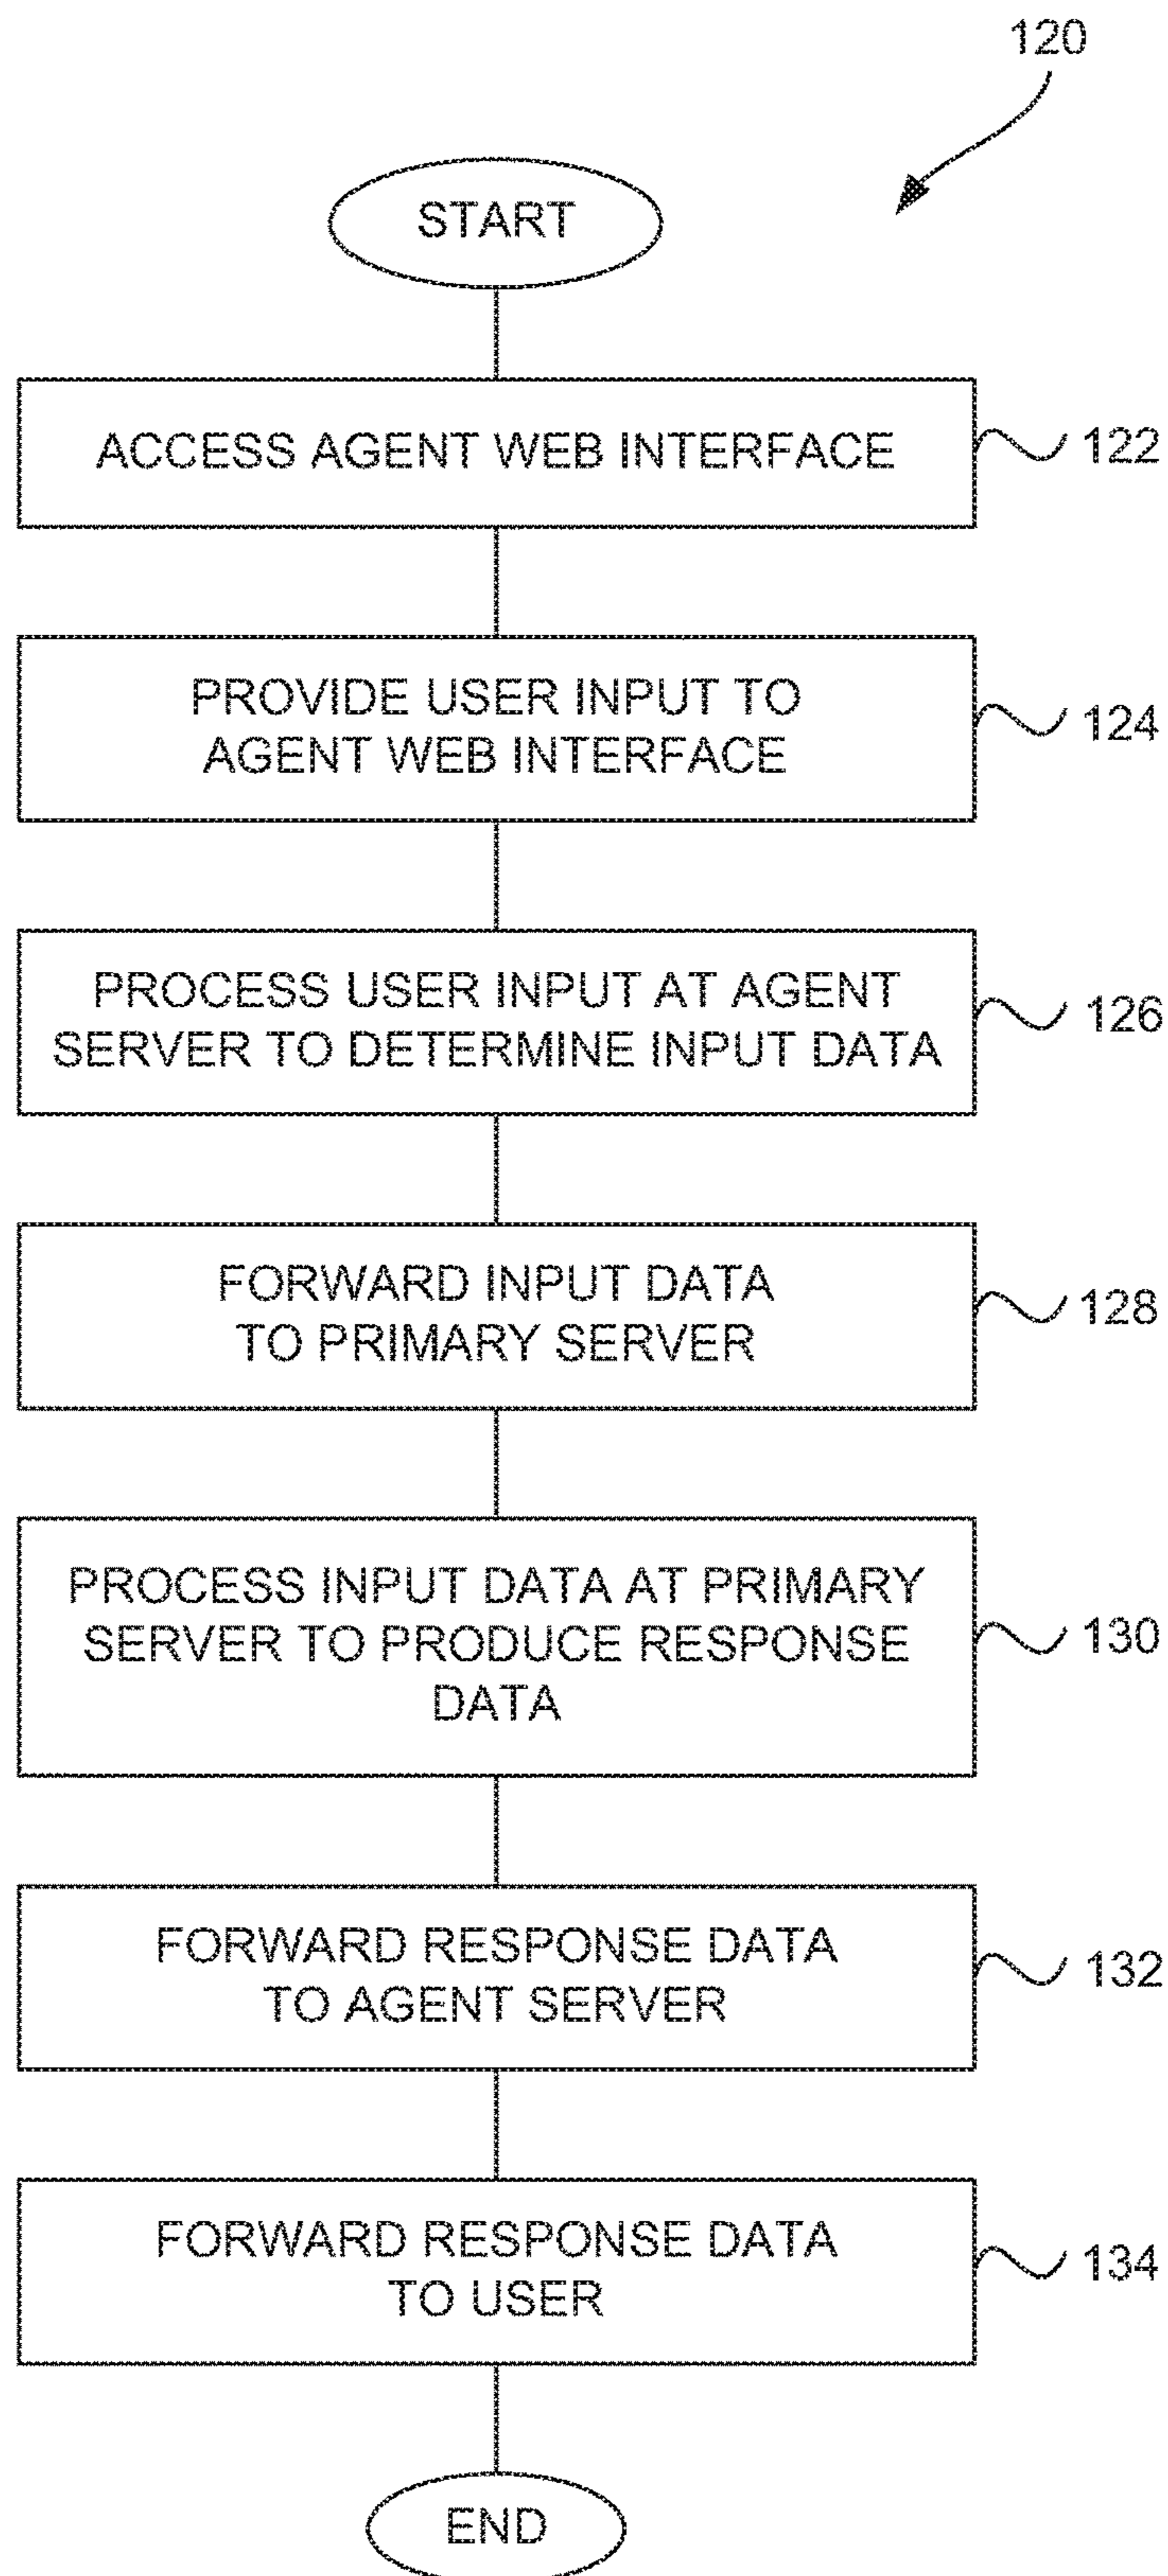 120
START
ACCESS AGENT WEB INTERFACE
122
PROVIDE USER INPUT TO
AGENT WEB INTERFACE
124
PROCESS USER INPUT AT AGENT
SERVER TO DETERMINE INPUT DATA
126
FORWARD INPUT DATA
TO PRIMARY SERVER
128
PROCESS INPUT DATA AT PRIMARY
SERVER TO PRODUCE RESPONSE
DATA
130
FORWARD RESPONSE DATA
TO AGENT SERVER
132
FORWARD RESPONSE DATA
TO USER
134
END